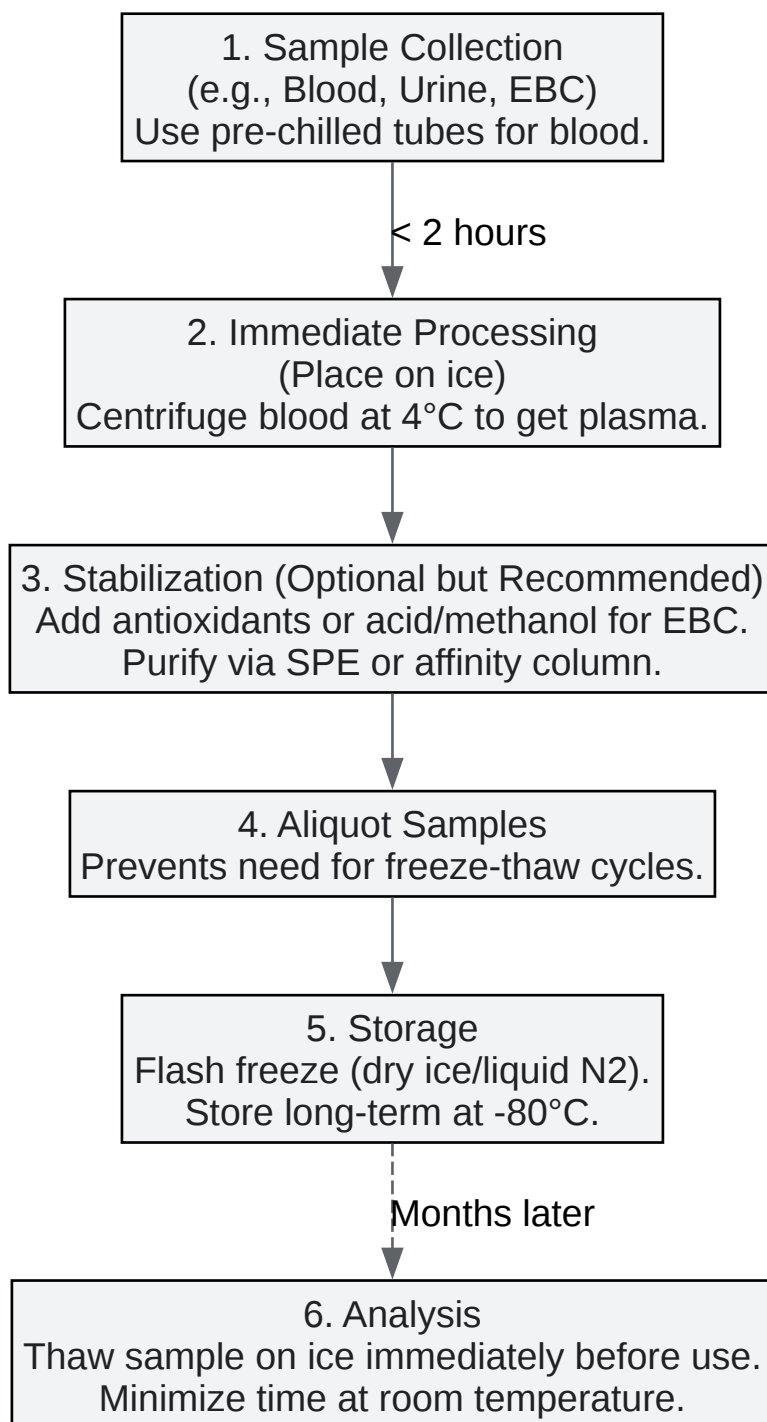 1. Sample Collection
(e.g., Blood, Urine, EBC)
Use pre-chilled tubes for blood.
< 2 hours
2. Immediate Processing
(Place on ice)
Centrifuge blood at 4°C to get plasma.
3. Stabilization (Optional but Recommended)
Add antioxidants or acid/methanol for EBC.
Purify via SPE or affinity column.
4. Aliquot Samples
Prevents need for freeze-thaw cycles.
5. Storage
Flash freeze (dry ice/liquid N2).
Store long-term at -80°C.
Months later
6. Analysis
Thaw sample on ice immediately before use.
Minimize time at room temperature.